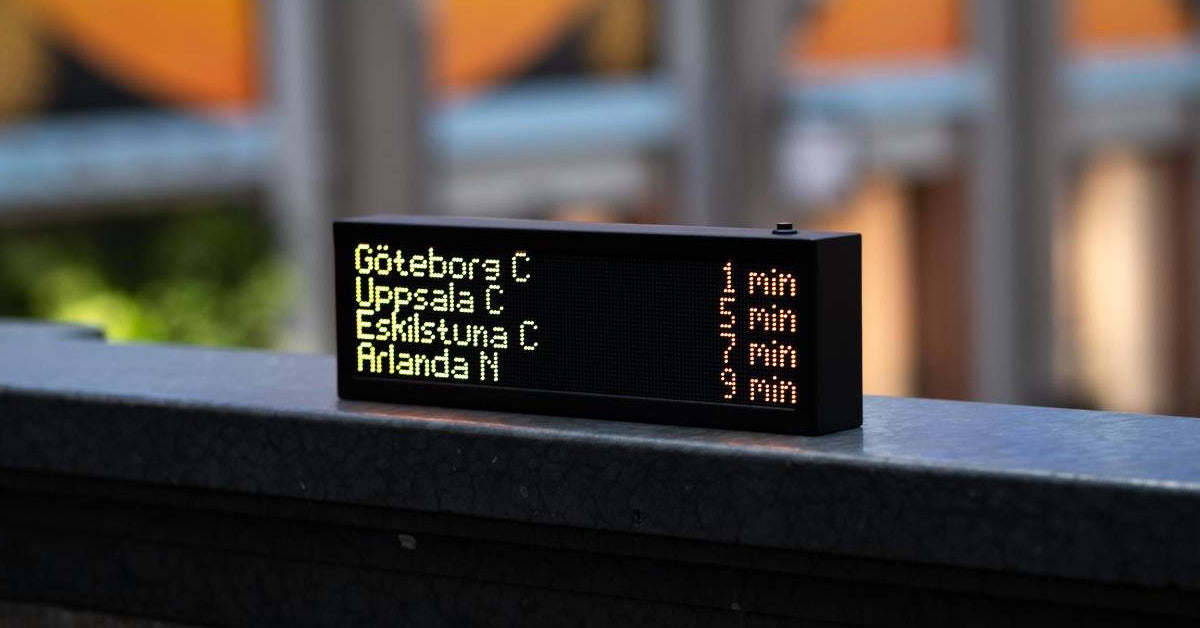 Göteborg C 1 min
Uppsala C 5 min
Eskilstuna C 7 min
Arlanda N 9 min